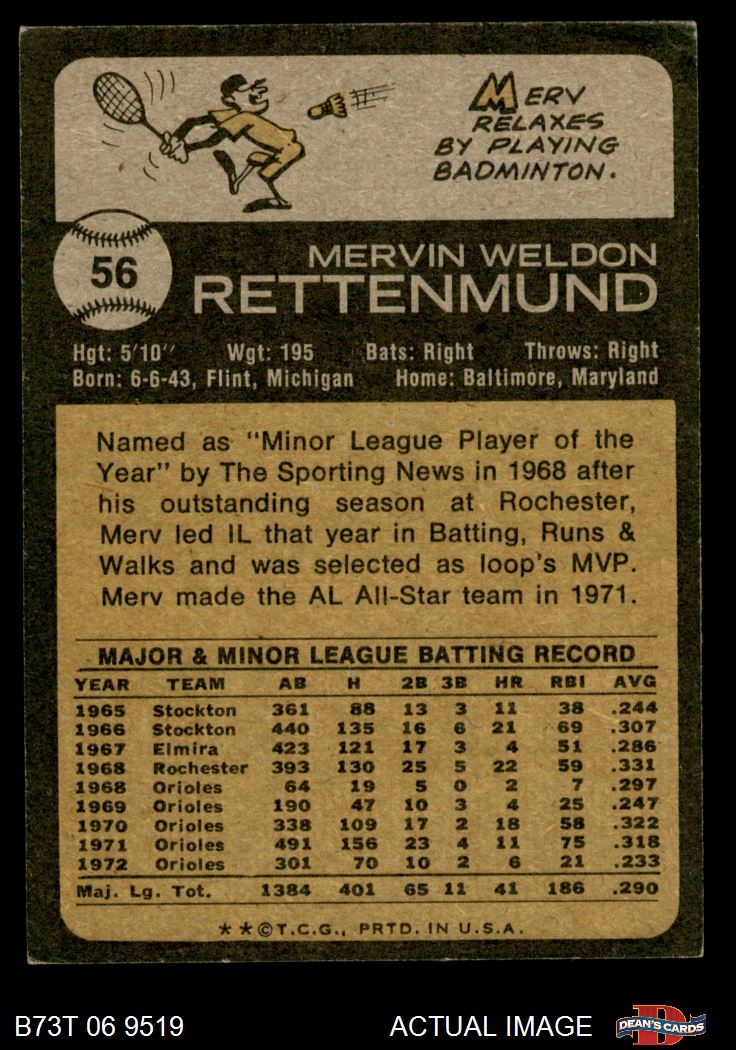 MERV
RELAXES
BY PLAYING
BADMINTON.
56
MERVIN WELDON
RETTENMUND
Hgt: 5'10" Wgt: 195 Bats: Right Throws: Right
Born: 6-6-43, Flint, Michigan Home: Baltimore, Maryland
Named as "Minor League Player of the
Year" by The Sporting News in 1968 after
his outstanding season at Rochester,
Merv led IL that year in Batting, Runs &
Walks and was selected as loop's MVP.
Merv made the AL All-Star team in 1971.
MAJOR & MINOR LEAGUE BATTING RECORD
YEAR TEAM AB H 2B 3B HR RBI AVG
1965 Stockton 361 88 13 3 11 38 .244
1966 Stockton 440 135 16 6 21 69 .307
1967 Elmira 423 121 17 3 4 51 .286
1968 Rochester 393 130 25 5 22 59 .331
1968 Orioles 64 19 5 0 2 7 .297
1969 Orioles 190 47 10 3 4 25 .247
1970 Orioles 338 109 17 2 18 58 .322
1971 Orioles 491 156 23 4 11 75 .318
1972 Orioles 301 70 10 2 6 21 .233
Maj. Lg. Tot. 1384 401 65 11 41 186 .290
**©T.C.G., PRTD. IN U.S.A.
B73T 06 9519 ACTUAL IMAGE
D
DEAN'S CARDS